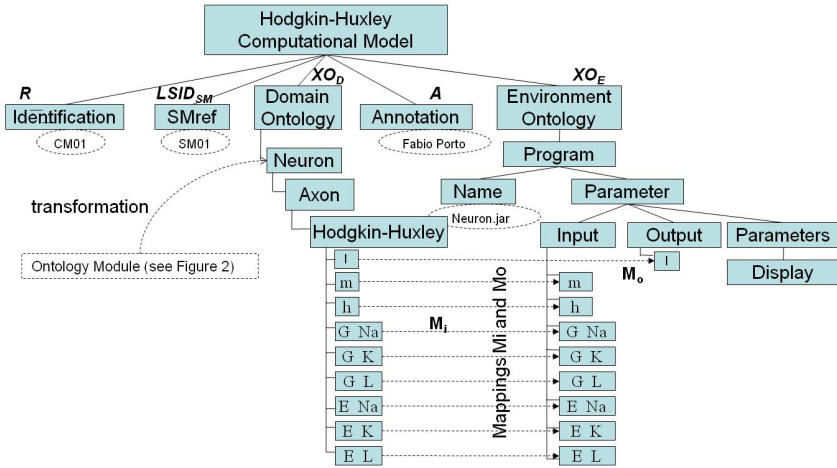 Hodgkin-Huxley
Computational Model
R
LSID_SM
XO_D
A
XO_E
Identification
SMref
Domain
Ontology
Annotation
Environment
Ontology
CM01
SM01
Fabio Porto
Program
Neuron
Name
Parameter
Axon
transformation
Neuron.jar
Hodgkin-Huxley
Input
Output
Parameters
Ontology Module (see Figure 2)
I
I
Display
M_o
m
m
h
h
M_i
Mappings Mi and Mo
G Na
G Na
G K
G K
G L
G L
E Na
E Na
E K
E K
E L
E L